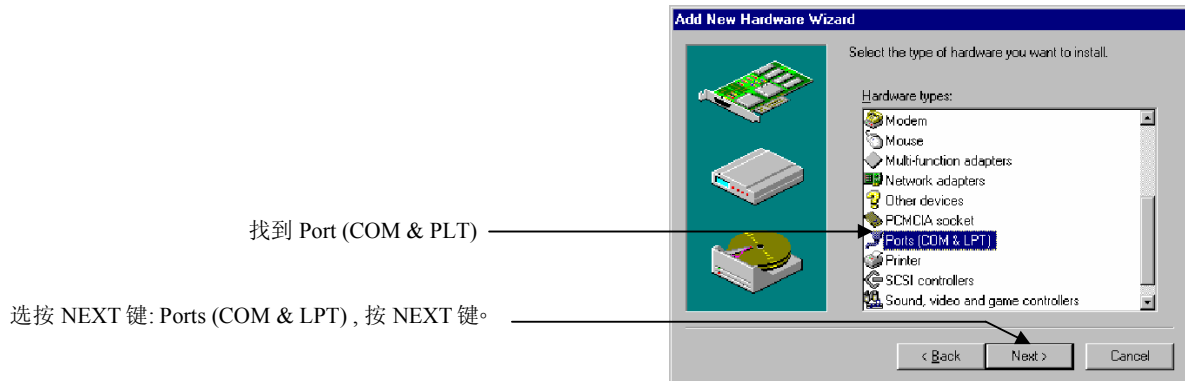 Add New Hardware Wizard
Select the type of hardware you want to install.
Hardware types:
Modem
Mouse
Multi-function adapters
Network adapters
Other devices
PCMCIA socket
Ports (COM & LPT)
Printer
SCSI controllers
Sound, video and game controllers
找到 Port (COM & PLT)
选按 NEXT 键: Ports (COM & LPT) , 按 NEXT 键。
< Back
Next >
Cancel